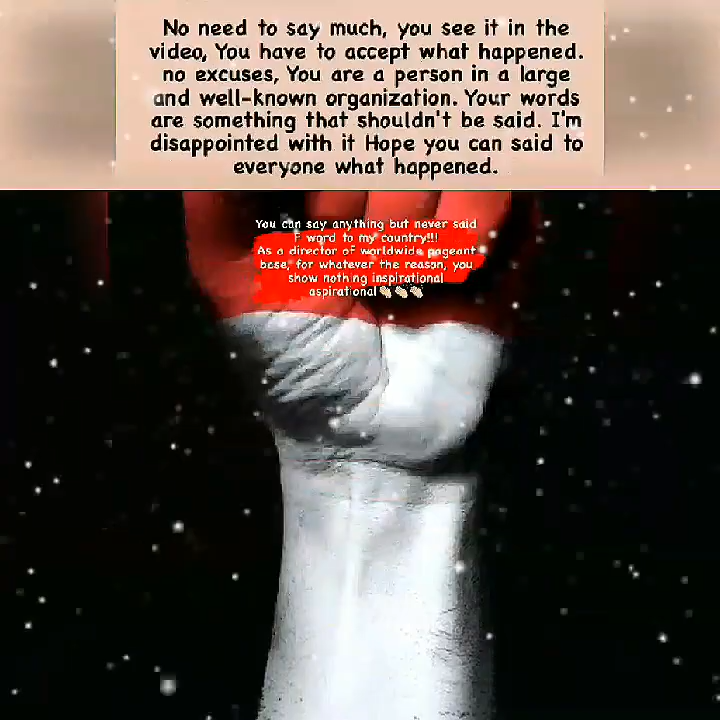 No need to say much, you see it in the
video, You have to accept what happened.
no excuses, You are a person in a large
and well-known organization. Your words
are something that shouldn't be said. I'm
disappointed with it Hope you can said to
everyone what happened.
You can say anything but never said
F word to my country!!!
As a director of worldwide pageant
base, for whatever the reason, you
show nothing inspirational
aspirational👏🏼👏🏼👏🏼